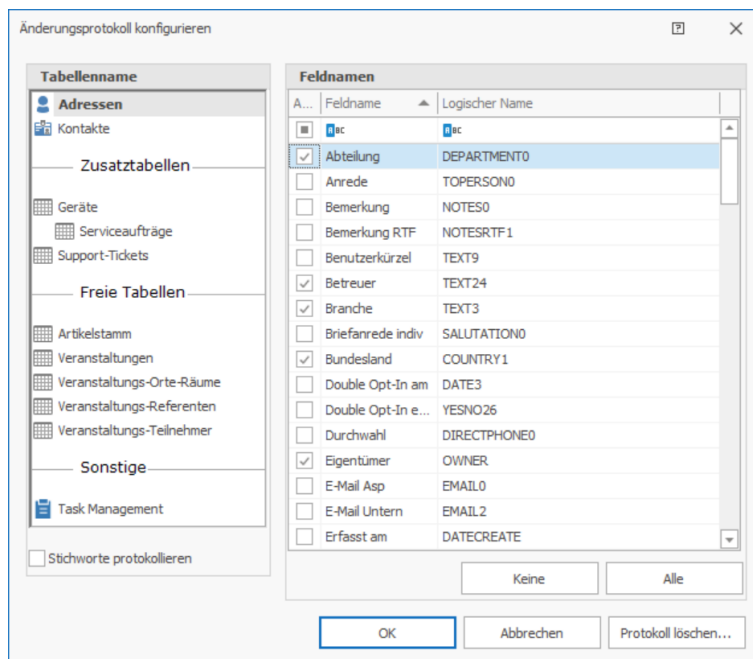 Änderungsprotokoll konfigurieren
Tabellenname
Adressen
Kontakte
Zusatztabellen
Geräte
Serviceaufträge
Support-Tickets
Freie Tabellen
Artikelstamm
Veranstaltungen
Veranstaltungs-Orte-Räume
Veranstaltungs-Referenten
Veranstaltungs-Teilnehmer
Sonstige
Task Management
Stichworte protokollieren
Feldnamen
A... Feldname Logischer Name
ABC ABC
Abteilung DEPARTMENT0
Anrede TOPERSON0
Bemerkung NOTES0
Bemerkung RTF NOTESRTF1
Benutzerkürzel TEXT9
Betreuer TEXT24
Branche TEXT3
Briefanrede indiv SALUTATION0
Bundesland COUNTRY1
Double Opt-In am DATE3
Double Opt-In e... YESNO26
Durchwahl DIRECTPHONE0
Eigentümer OWNER
E-Mail Asp EMAIL0
E-Mail Untern EMAIL2
Erfasst am DATECREATE
Keine Alle
OK Abbrechen Protokoll löschen...